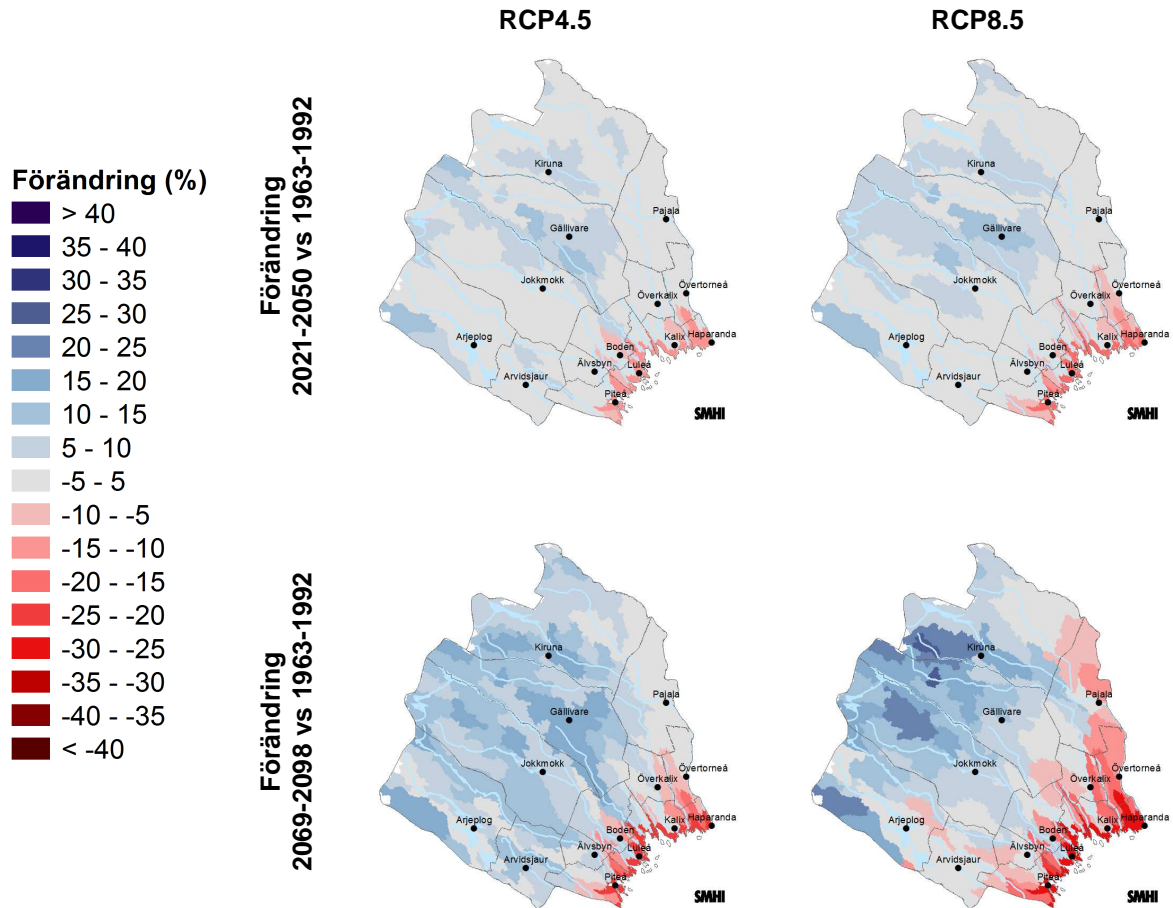 RCP4.5
RCP8.5
Förändring (%)
> 40
35 - 40
30 - 35
25 - 30
20 - 25
15 - 20
10 - 15
5 - 10
-5 - 5
-10 - -5
-15 - -10
-20 - -15
-25 - -20
-30 - -25
-35 - -30
-40 - -35
< -40
Förändring
2021-2050 vs 1963-1992
Kiruna
Pajala
Gällivare
Jokkmokk
Övertorneå
Överkalix
Arjeplog
Boden
Kalix
Haparanda
Älvsbyn
Luleå
Arvidsjaur
Piteå
SMHI
Kiruna
Pajala
Gällivare
Jokkmokk
Övertorneå
Överkalix
Arjeplog
Boden
Kalix
Haparanda
Älvsbyn
Luleå
Arvidsjaur
Piteå
SMHI
Förändring
2069-2098 vs 1963-1992
Kiruna
Pajala
Gällivare
Jokkmokk
Övertorneå
Överkalix
Arjeplog
Boden
Kalix
Haparanda
Älvsbyn
Luleå
Arvidsjaur
Piteå
SMHI
Kiruna
Pajala
Gällivare
Jokkmokk
Övertorneå
Överkalix
Arjeplog
Boden
Kalix
Haparanda
Älvsbyn
Luleå
Arvidsjaur
Piteå
SMHI